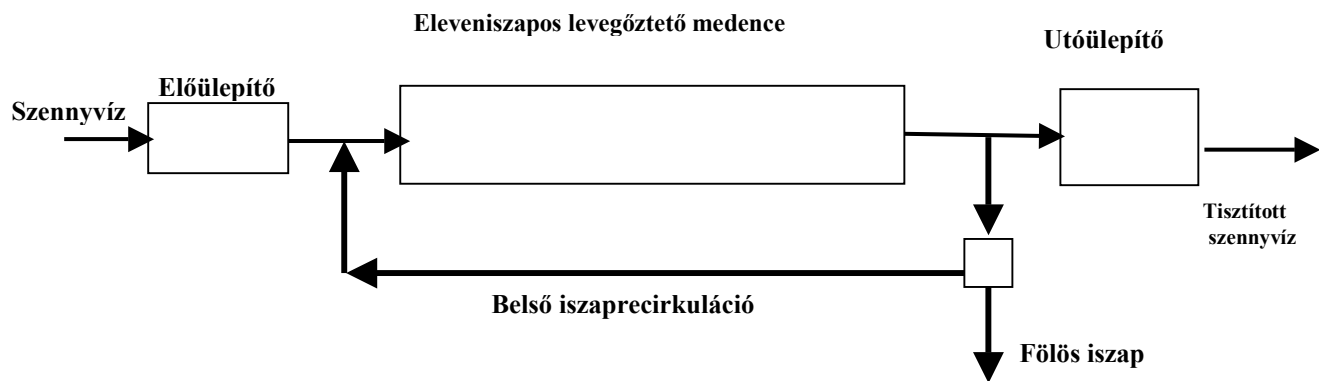 Eleveniszapos levegőztető medence
Utóülepítő
Előülepítő
Szennyvíz
Tisztított
szennyvíz
Belső iszaprecirkuláció
Fölös iszap